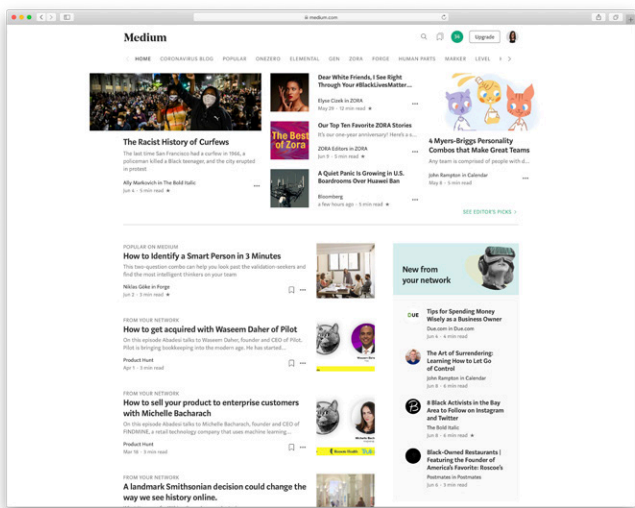 medium.com
Medium
Upgrade
HOME CORONAVIRUS BLOG POPULAR ONEZERO ELEMENTAL GEN ZORA FORGE HUMAN PARTS MARKER LEVEL
The Racist History of Curfews
The last time San Francisco had a curfew in 1966, a
policeman killed a Black teenager, and the city erupted
in protest
Ally Markovich in The Bold Italic
Jun 4 · 5 min read ★
Dear White Friends, I See Right
Through Your #BlackLivesMatter...
May 29 · 12 min read ★
The Best
of Zora
Our Top Ten Favorite ZORA Stories
It's our one-year anniversary! Here's a s...
ZORA Editors in ZORA
Jun 9 · 5 min read ★
A Quiet Panic Is Growing in U.S.
Boardrooms Over Huawei Ban
Bloomberg
a few hours ago · 5 min read ★
4 Myers-Briggs Personality
Combos that Make Great Teams
Any team is comprised of people with d...
John Rampton in Calendar
May 8 · 5 min read ★
SEE EDITOR'S PICKS
POPULAR ON MEDIUM
How to Identify a Smart Person in 3 Minutes
This two-question combo can help you look past the validation-seekers and
find the most intelligent thinkers on your team
Niklas Göke in Forge
Jun 2 · 5 min read ★
FROM YOUR NETWORK
How to get acquired with Waseem Daher of Pilot
On this episode Abadesi talks to Waseem Daher, founder and CEO of Pilot.
Pilot is bringing bookkeeping into the modern age. He has started...
Product Hunt
Apr 1 · 5 min read
FROM YOUR NETWORK
How to sell your product to enterprise customers
with Michelle Bacharach
On this episode Abadesi talks to Michelle Bacharach, founder and CEO of
FINDMINE, a retail technology company that uses machine learning...
Product Hunt
Mar 18 · 5 min read
FROM YOUR NETWORK
A landmark Smithsonian decision could change the
way we see history online.
New from
your network
DUE
Tips for Spending Money
Wisely as a Business Owner
Due.com in Due.com
Jun 4 · 4 min read
The Art of Surrendering:
Learning How to Let Go
of Control
John Rampton in Calendar
Jun 8 · 4 min read
8 Black Activists in the Bay
Area to Follow on Instagram
and Twitter
The Bold Italic
Jun 8 · 6 min read ★
Black-Owned Restaurants |
Featuring the Founder of
America's Favorite: Roscoe's
Postmates in Postmates
Jun 6 · 3 min read